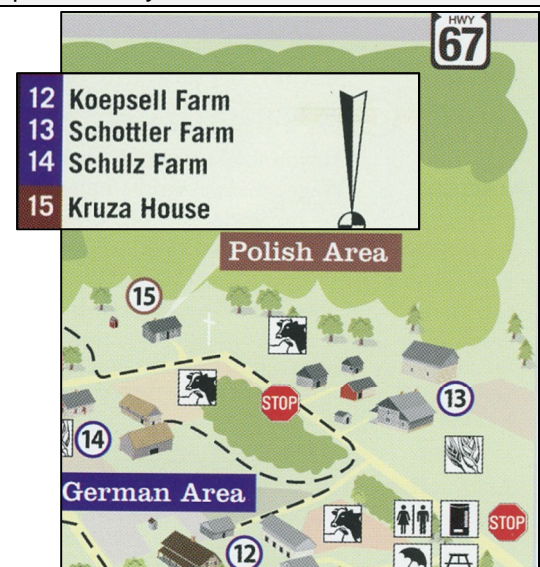 HWY
67
12 Koepsell Farm
13 Schottler Farm
14 Schulz Farm
15 Kruza House
Polish Area
15
STOP
13
14
German Area
STOP
12